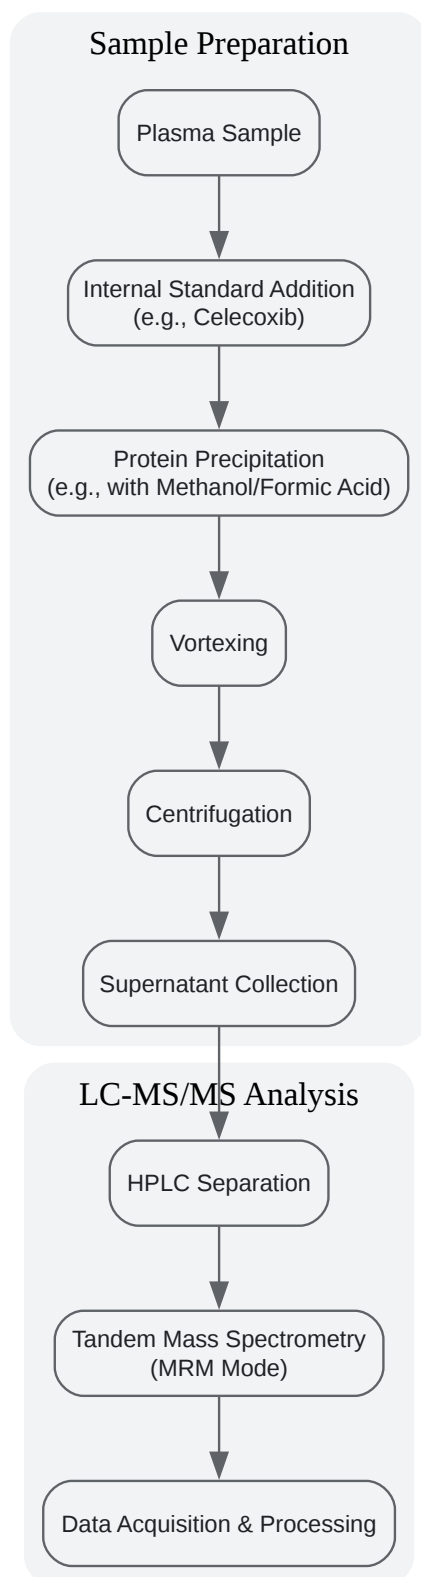 Sample Preparation
Plasma Sample
Internal Standard Addition
(e.g., Celecoxib)
Protein Precipitation
(e.g., with Methanol/Formic Acid)
Vortexing
Centrifugation
Supernatant Collection
LC-MS/MS Analysis
HPLC Separation
Tandem Mass Spectrometry
(MRM Mode)
Data Acquisition & Processing